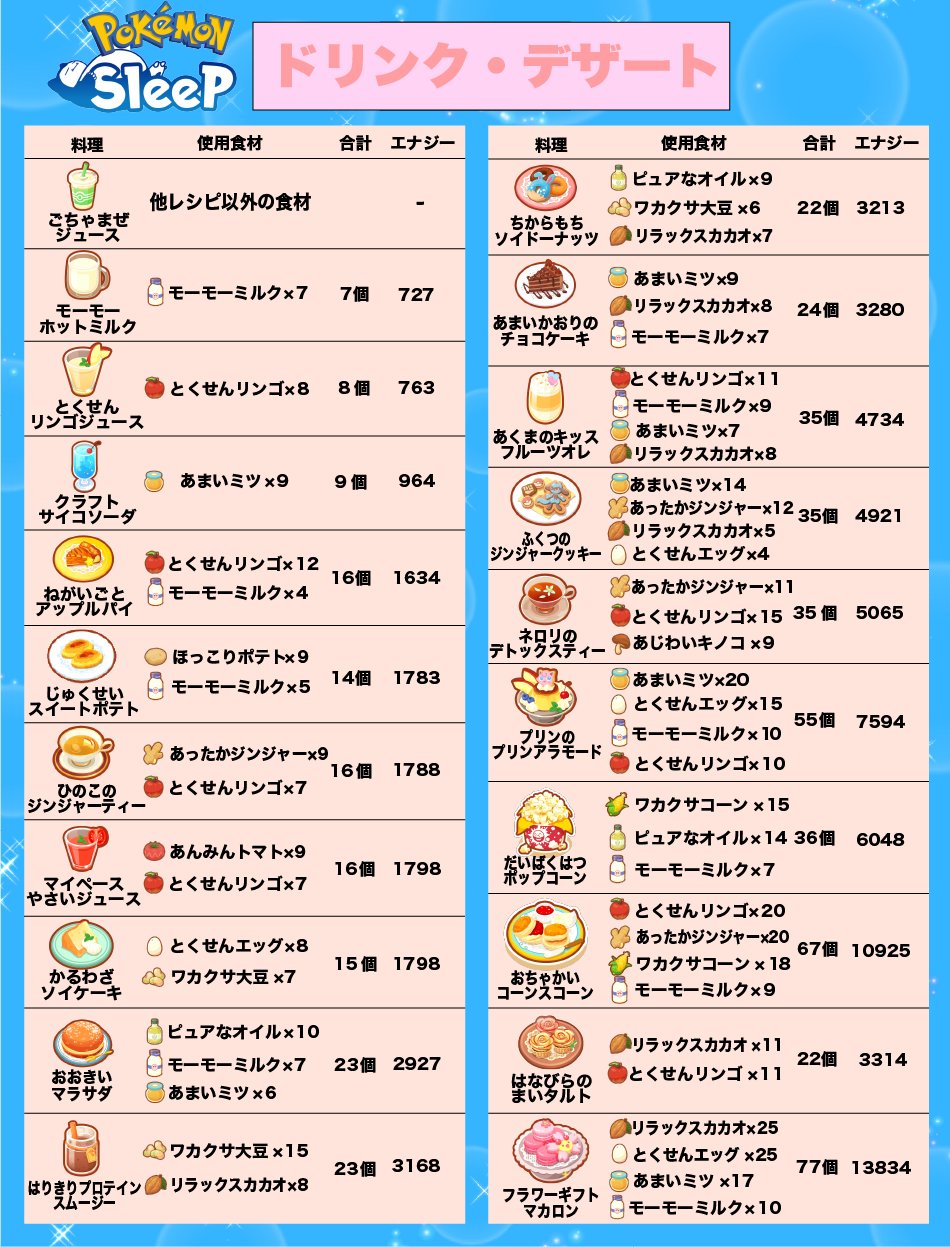 POKÉMON
Sleep
ドリンク・デザート
料理 使用食材 合計 エナジー
ごちゃまぜ
ジュース
他レシピ以外の食材 -
モーモー
ホットミルク
モーモーミルク×7 7個 727
とくせん
リンゴジュース
とくせんリンゴ×8 8個 763
クラフト
サイコソーダ
あまいミツ×9 9個 964
ねがいごと
アップルパイ
とくせんリンゴ×12
モーモーミルク×4
16個 1634
じゅくせい
スイートポテト
ほっこりポテト×9
モーモーミルク×5
14個 1783
ひのこの
ジンジャーティー
あったかジンジャー×9
とくせんリンゴ×7
16個 1788
マイペース
やさいジュース
あんみんトマト×9
とくせんリンゴ×7
16個 1798
かるわざ
ソイケーキ
とくせんエッグ×8
ワカクサ大豆×7
15個 1798
おおきい
マラサダ
ピュアなオイル×10
モーモーミルク×7
あまいミツ×6
23個 2927
はりきりプロテイン
スムージー
ワカクサ大豆×15
リラックスカカオ×8
23個 3168
料理 使用食材 合計 エナジー
ちからもち
ソイドーナッツ
ピュアなオイル×9
ワカクサ大豆×6
リラックスカカオ×7
22個 3213
あまいかおりの
チョコケーキ
あまいミツ×9
リラックスカカオ×8
モーモーミルク×7
24個 3280
あくまのキッス
フルーツオレ
とくせんリンゴ×11
モーモーミルク×9
あまいミツ×7
リラックスカカオ×8
35個 4734
ふくつの
ジンジャークッキー
あまいミツ×14
あったかジンジャー×12
リラックスカカオ×5
とくせんエッグ×4
35個 4921
ネロリの
デトックスティー
あったかジンジャー×11
とくせんリンゴ×15
あじわいキノコ×9
35個 5065
プリンの
プリンアラモード
あまいミツ×20
とくせんエッグ×15
モーモーミルク×10
とくせんリンゴ×10
55個 7594
だいばくはつ
ポップコーン
ワカクサコーン×15
ピュアなオイル×14
モーモーミルク×7
36個 6048
おちゃかい
コーンスコーン
とくせんリンゴ×20
あったかジンジャー×20
ワカクサコーン×18
モーモーミルク×9
67個 10925
はなびらの
まいタルト
リラックスカカオ×11
とくせんリンゴ×11
22個 3314
フラワーギフト
マカロン
リラックスカカオ×25
とくせんエッグ×25
あまいミツ×17
モーモーミルク×10
77個 13834